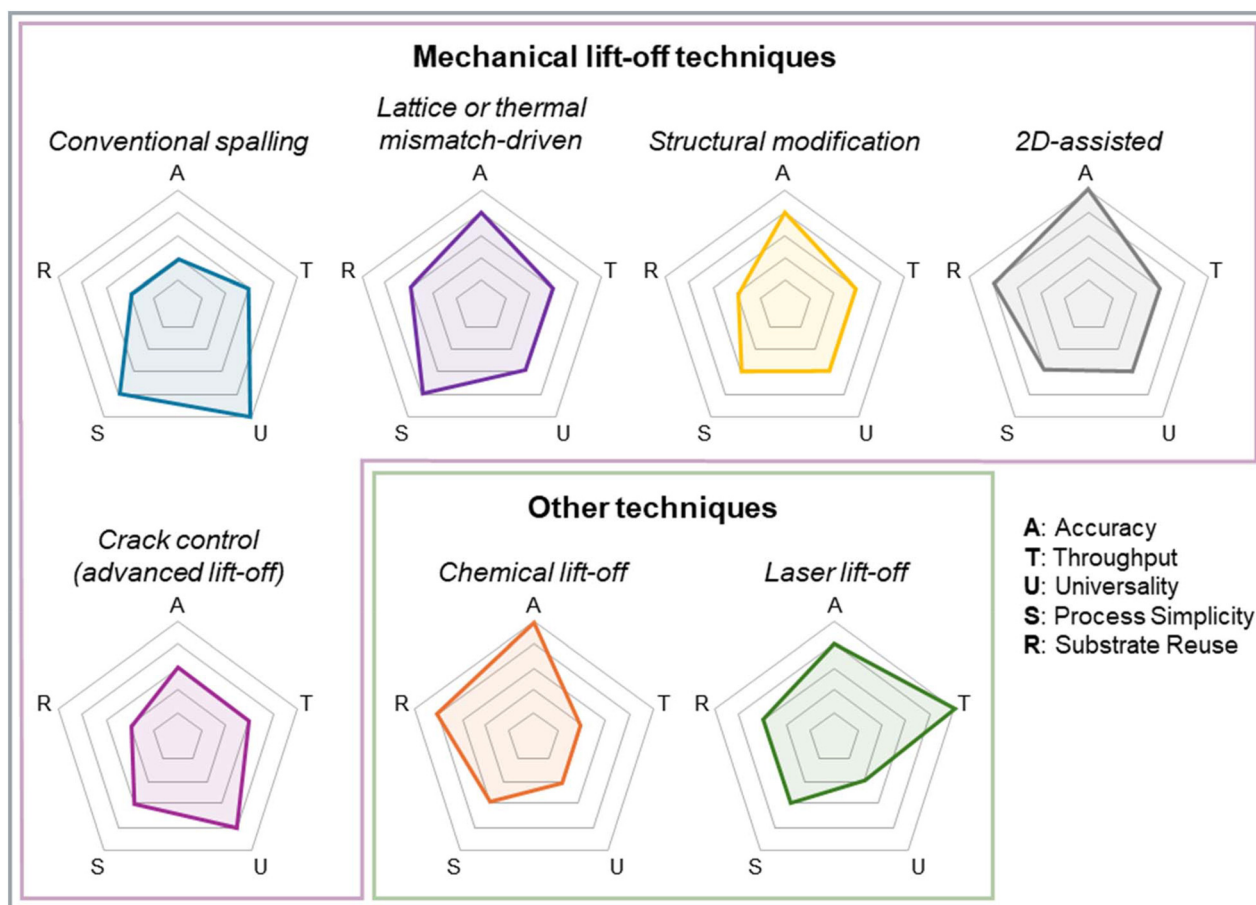 Mechanical lift-off techniques
Conventional spalling
A
T
U
S
R
Lattice or thermal
mismatch-driven
A
T
U
S
R
Structural modification
A
T
U
S
R
2D-assisted
A
T
U
S
R
Crack control
(advanced lift-off)
A
T
U
S
R
Other techniques
Chemical lift-off
A
T
U
S
R
Laser lift-off
A
T
U
S
R
A: Accuracy
T: Throughput
U: Universality
S: Process Simplicity
R: Substrate Reuse